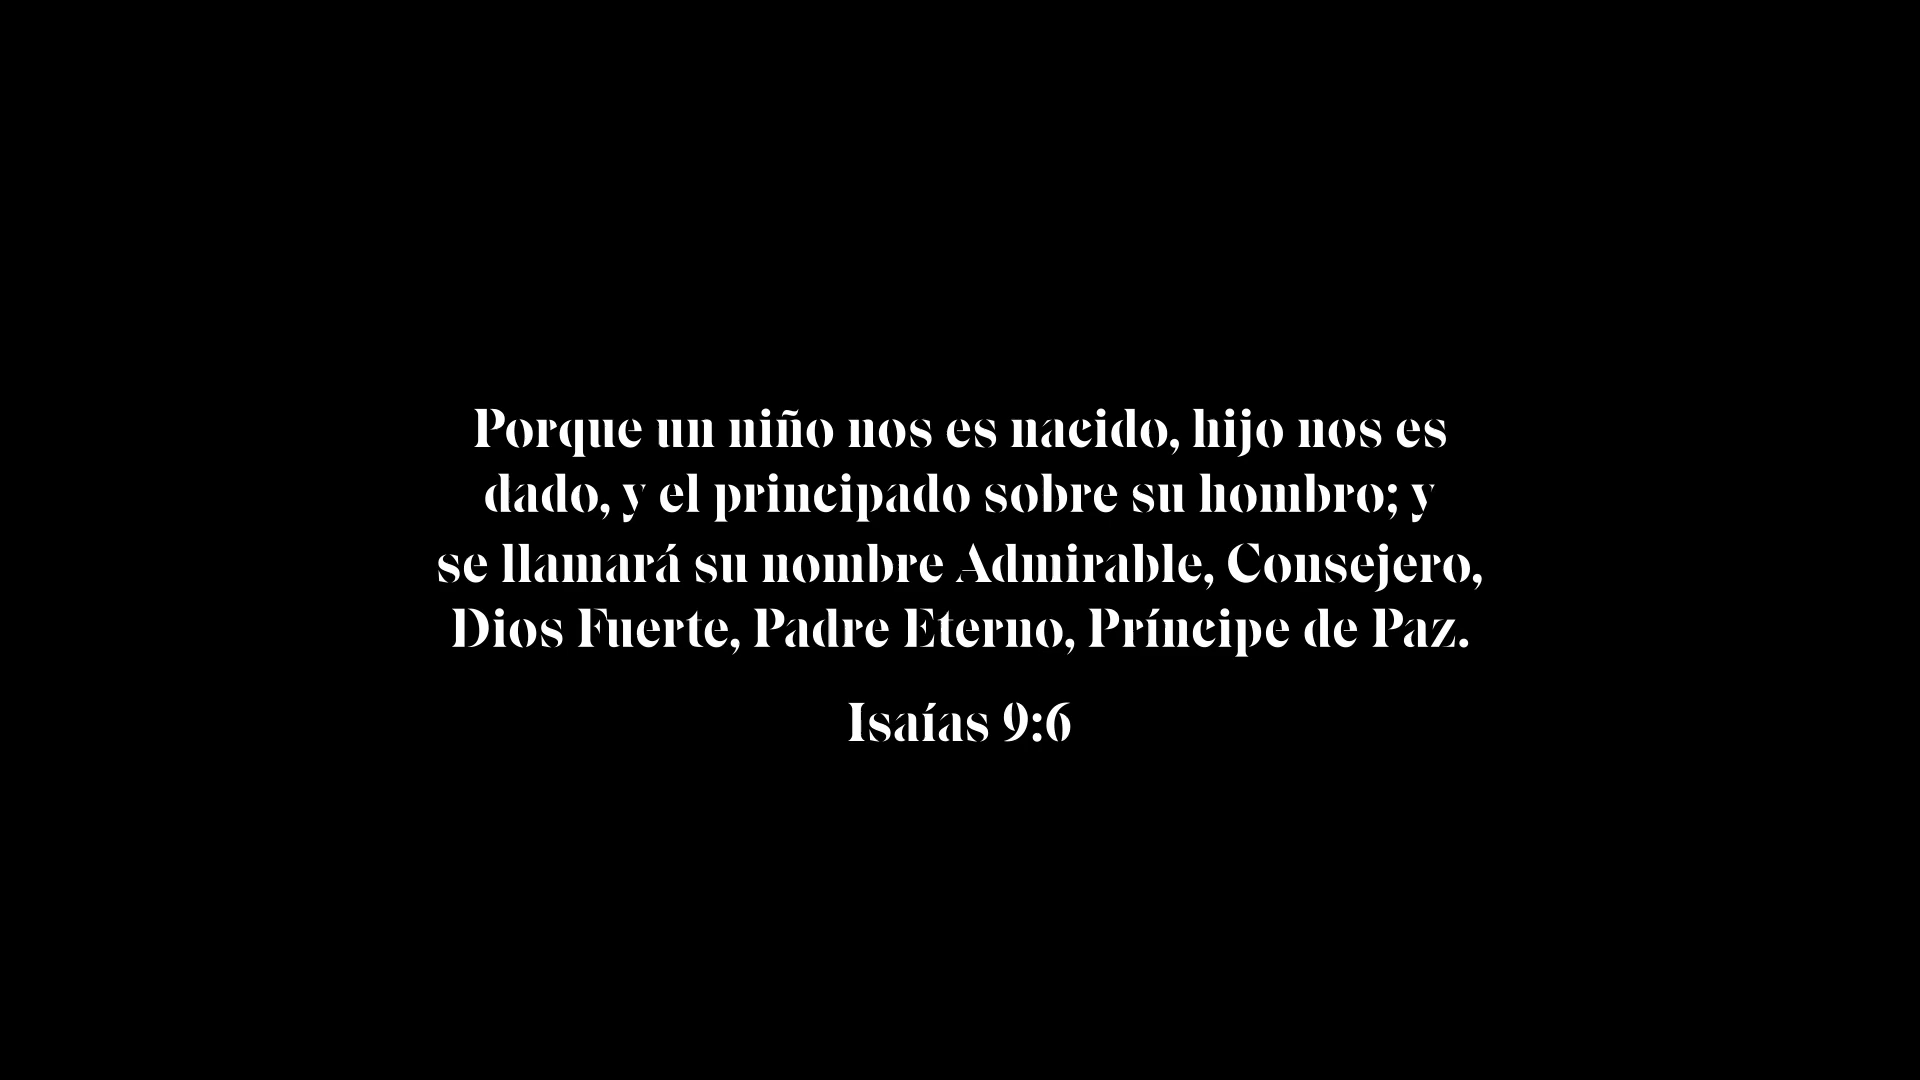 Porque un niño nos es nacido, hijo nos es
dado, y el principado sobre su hombro; y
se llamará su nombre Admirable, Consejero,
Dios Fuerte, Padre Eterno, Príncipe de Paz.
Isaías 9:6